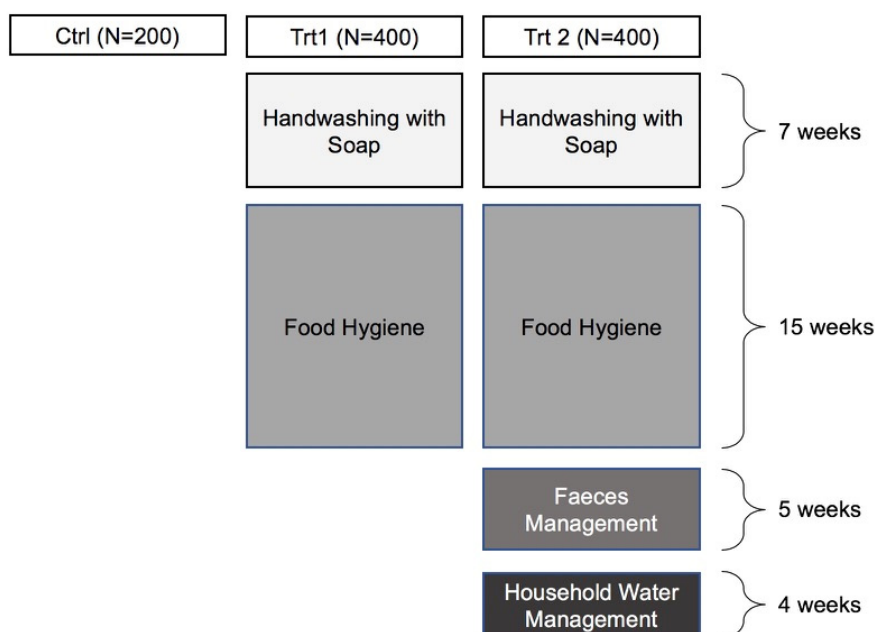 Ctrl (N=200)
Trt1 (N=400)
Trt 2 (N=400)
Handwashing with
Soap
Handwashing with
Soap
7 weeks
Food Hygiene
Food Hygiene
15 weeks
Faeces
Management
5 weeks
Household Water
Management
4 weeks